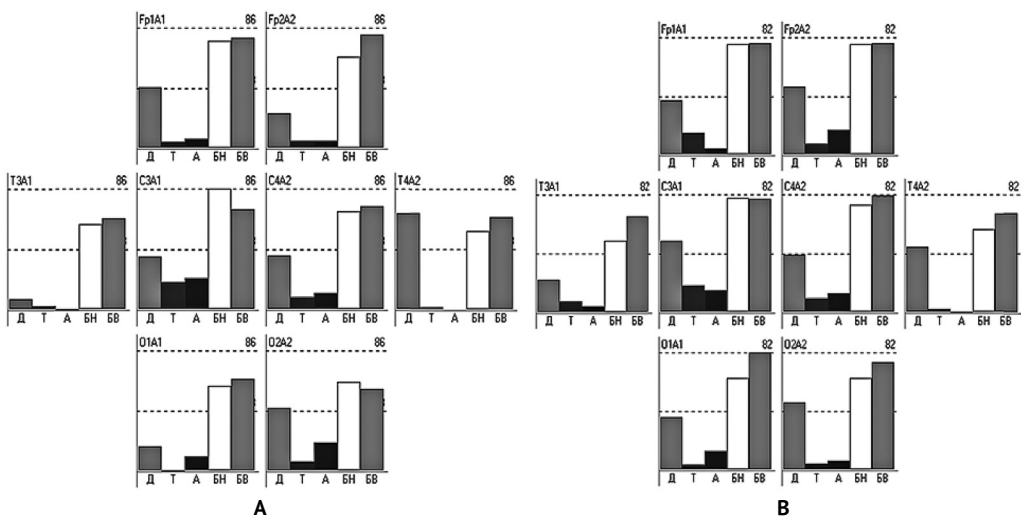 Fp1A1 86 Fp2A2 86
Д Т А БН БВ Д Т А БН БВ
T3A1 86 C3A1 86 C4A2 86 T4A2 86
Д Т А БН БВ Д Т А БН БВ Д Т А БН БВ Д Т А БН БВ
O1A1 86 O2A2 86
Д Т А БН БВ Д Т А БН БВ
A
Fp1A1 82 Fp2A2 82
Д Т А БН БВ Д Т А БН БВ
T3A1 82 C3A1 82 C4A2 82 T4A2 82
Д Т А БН БВ Д Т А БН БВ Д Т А БН БВ Д Т А БН БВ
O1A1 82 O2A2 82
Д Т А БН БВ Д Т А БН БВ
B